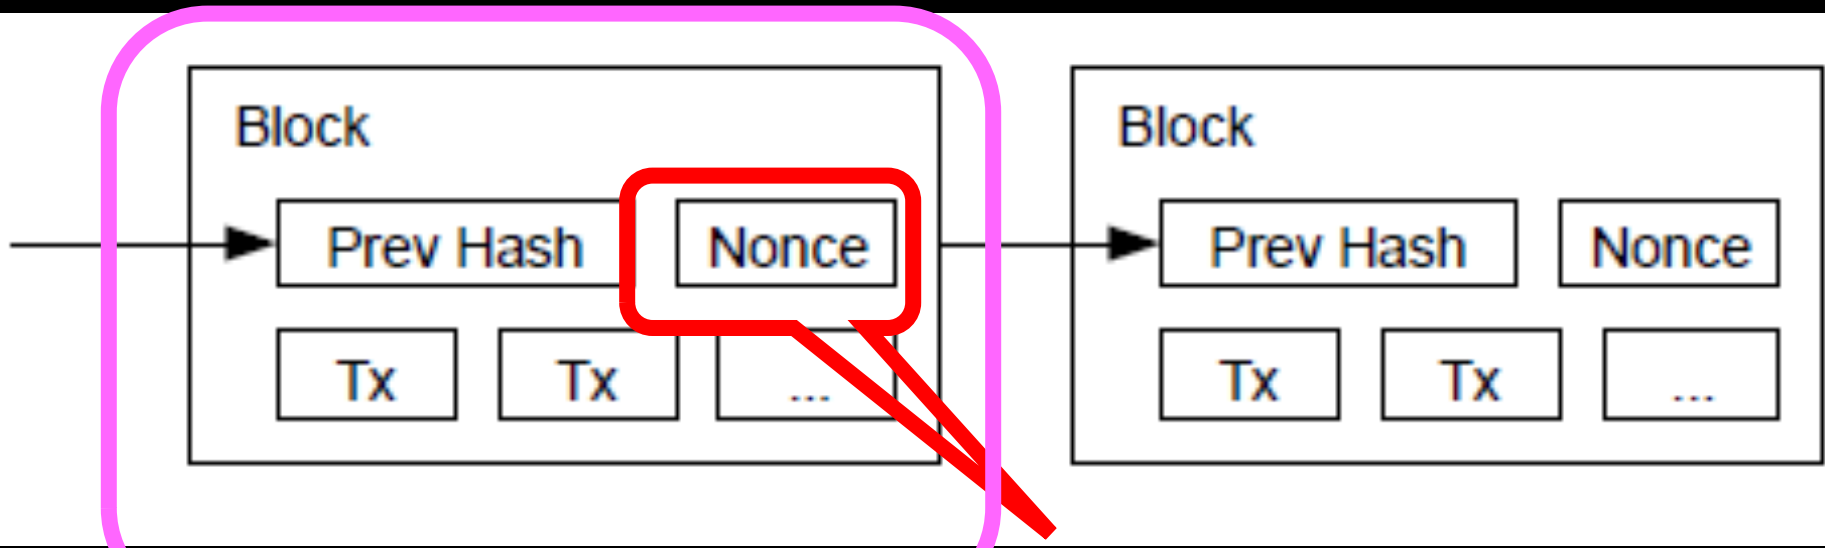 Block
Prev Hash Nonce
Tx Tx ...
Block
Prev Hash Nonce
Tx Tx ...